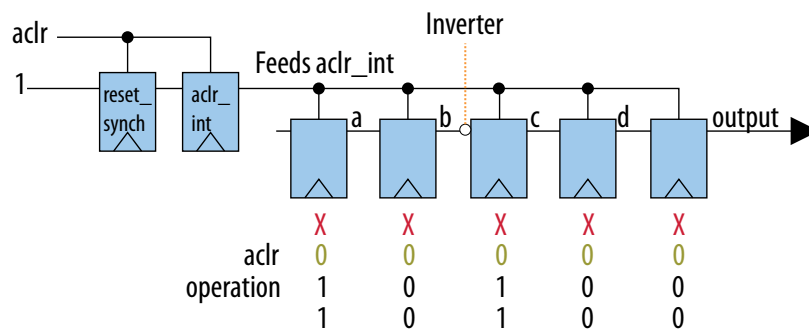 aclr
Inverter
1
reset_
synch
aclr_
int
Feeds aclr_int
a
b
c
d
output
X X X X X
aclr 0 0 0 0 0
operation 1 0 1 0 0
1 0 1 0 0